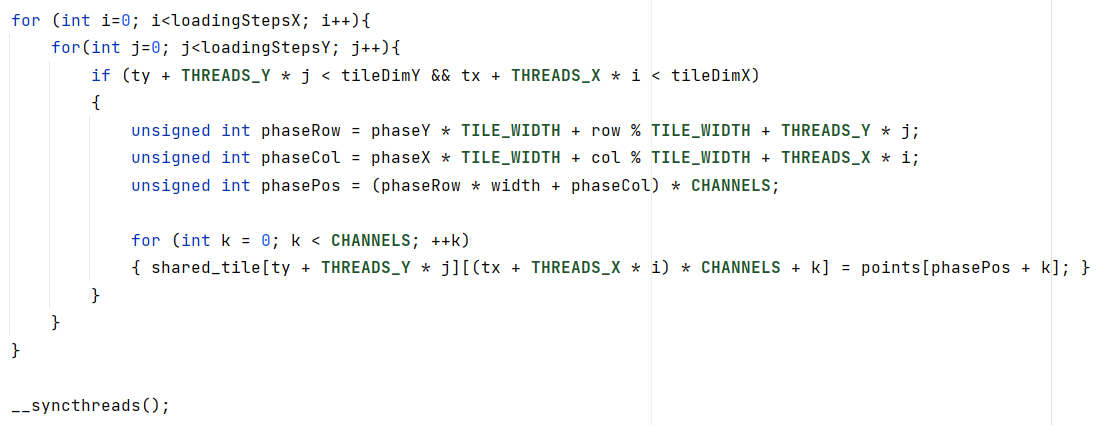 for (int i=0; i<loadingStepsX; i++){
    for(int j=0; j<loadingStepsY; j++){
        if (ty + THREADS_Y * j < tileDimY && tx + THREADS_X * i < tileDimX)
        {
            unsigned int phaseRow = phaseY * TILE_WIDTH + row % TILE_WIDTH + THREADS_Y * j;
            unsigned int phaseCol = phaseX * TILE_WIDTH + col % TILE_WIDTH + THREADS_X * i;
            unsigned int phasePos = (phaseRow * width + phaseCol) * CHANNELS;

            for (int k = 0; k < CHANNELS; ++k)
            { shared_tile[ty + THREADS_Y * j][(tx + THREADS_X * i) * CHANNELS + k] = points[phasePos + k]; }
        }
    }
}

__syncthreads();